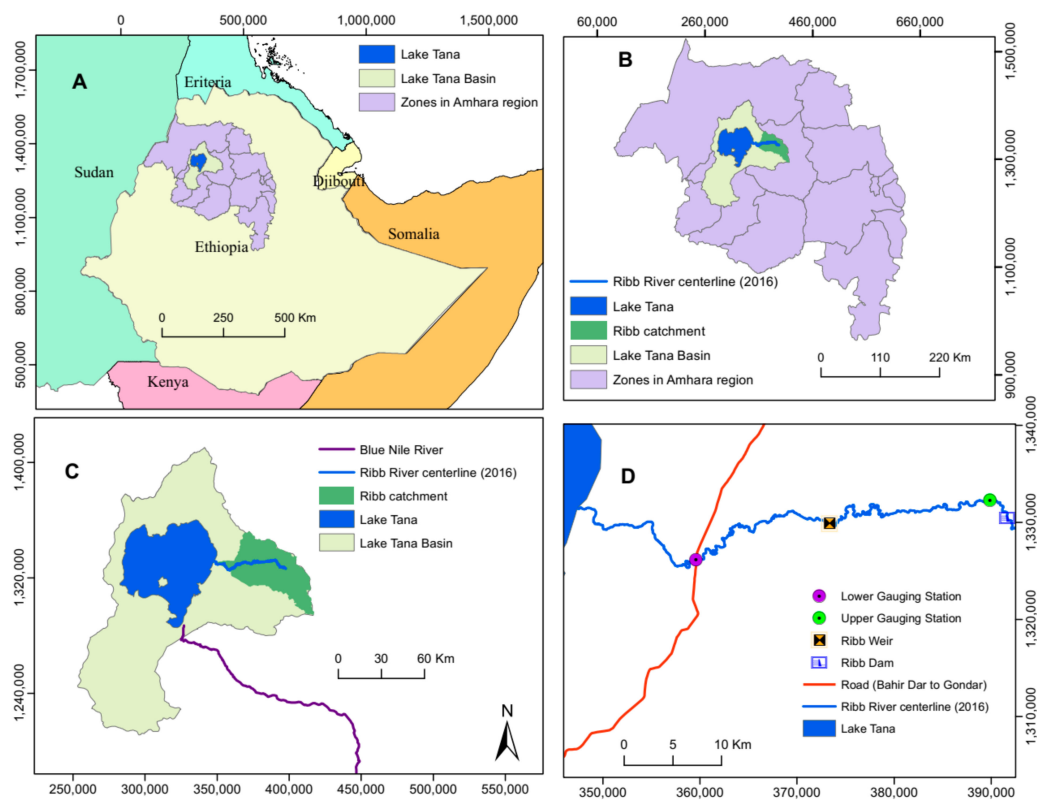 0 500,000 1,000,000 1,500,000
1,700,000
1,400,000
1,100,000
800,000
500,000
A
Lake Tana
Lake Tana Basin
Zones in Amhara region
Eriteria
Sudan
Djibouti
Somalia
Ethiopia
0 250 500 Km
Kenya
60,000 260,000 460,000 660,000
1,500,000
1,300,000
1,100,000
900,000
B
Ribb River centerline (2016)
Lake Tana
Ribb catchment
Lake Tana Basin
Zones in Amhara region
0 110 220 Km
1,400,000
1,320,000
1,240,000
C
Blue Nile River
Ribb River centerline (2016)
Ribb catchment
Lake Tana
Lake Tana Basin
0 30 60 Km
N
250,000 300,000 350,000 400,000 450,000 500,000 550,000
D
1,340,000
1,330,000
1,320,000
1,310,000
Lower Gauging Station
Upper Gauging Station
Ribb Weir
Ribb Dam
Road (Bahir Dar to Gondar)
Ribb River centerline (2016)
Lake Tana
0 5 10 Km
350,000 360,000 370,000 380,000 390,000